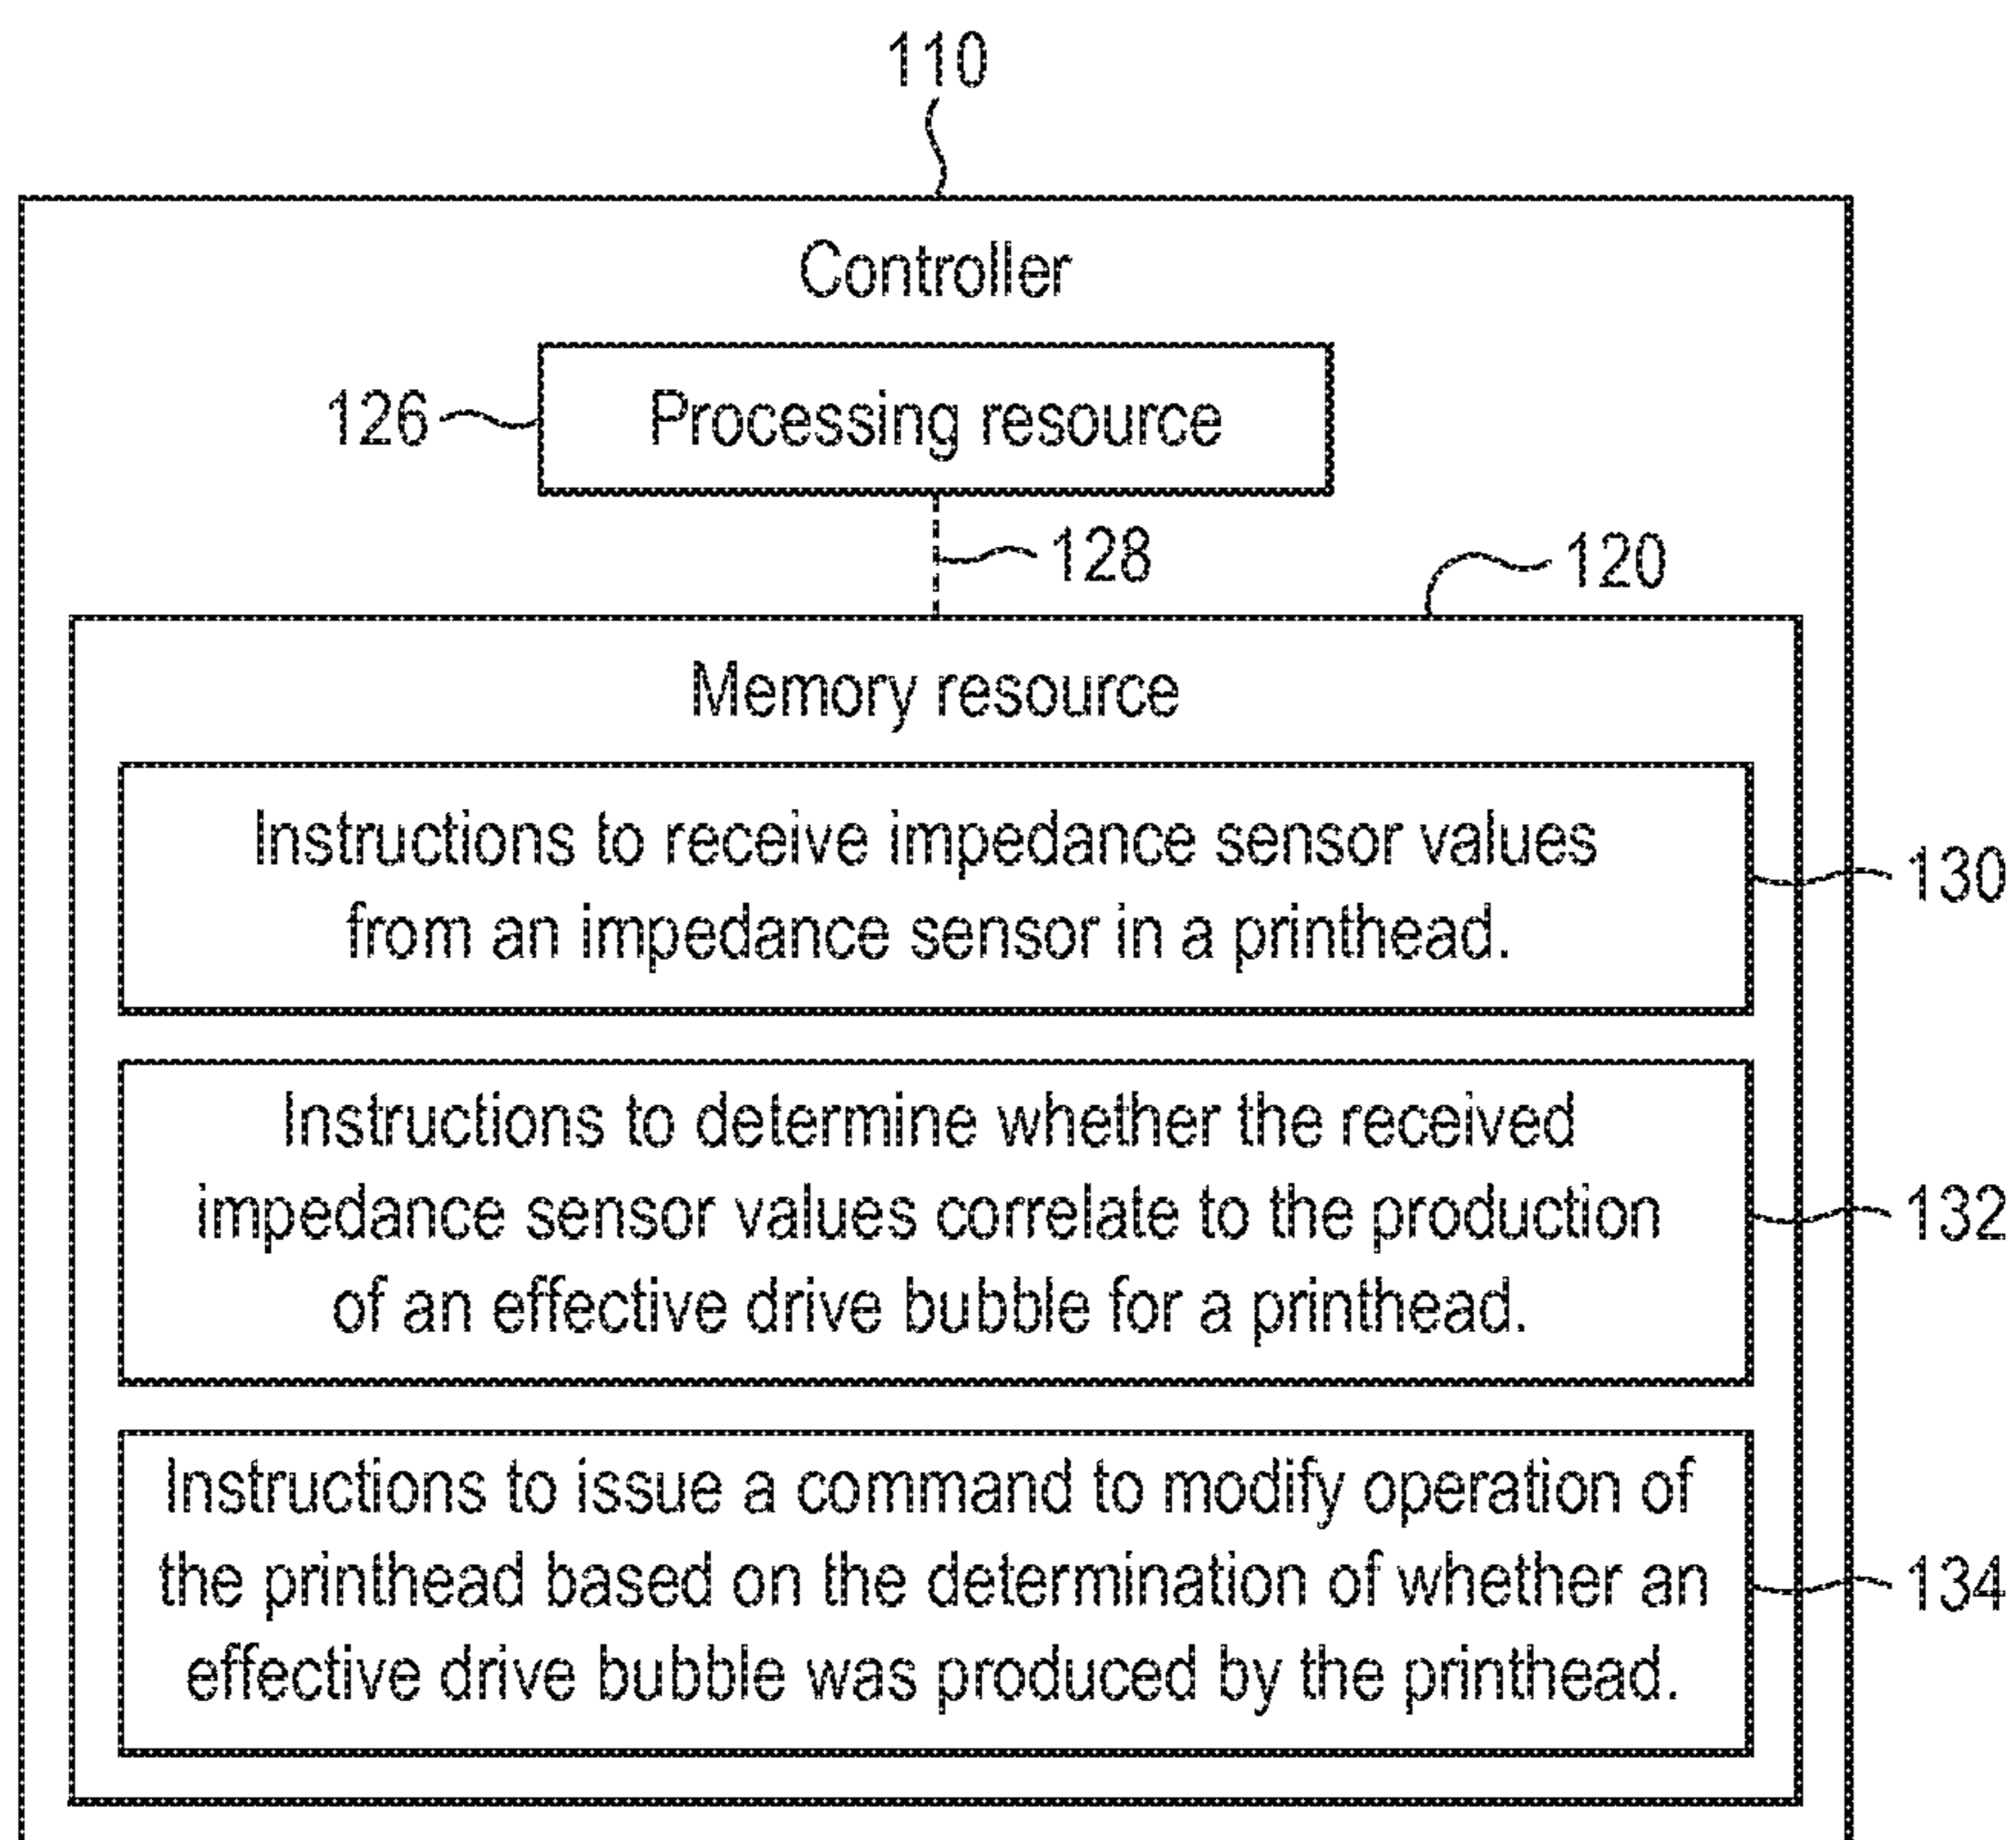 110
Controller
126
Processing resource
128
120
Memory resource
Instructions to receive impedance sensor values
from an impedance sensor in a printhead.
130
Instructions to determine whether the received
impedance sensor values correlate to the production
of an effective drive bubble for a printhead.
132
Instructions to issue a command to modify operation of
the printhead based on the determination of whether an
effective drive bubble was produced by the printhead.
134